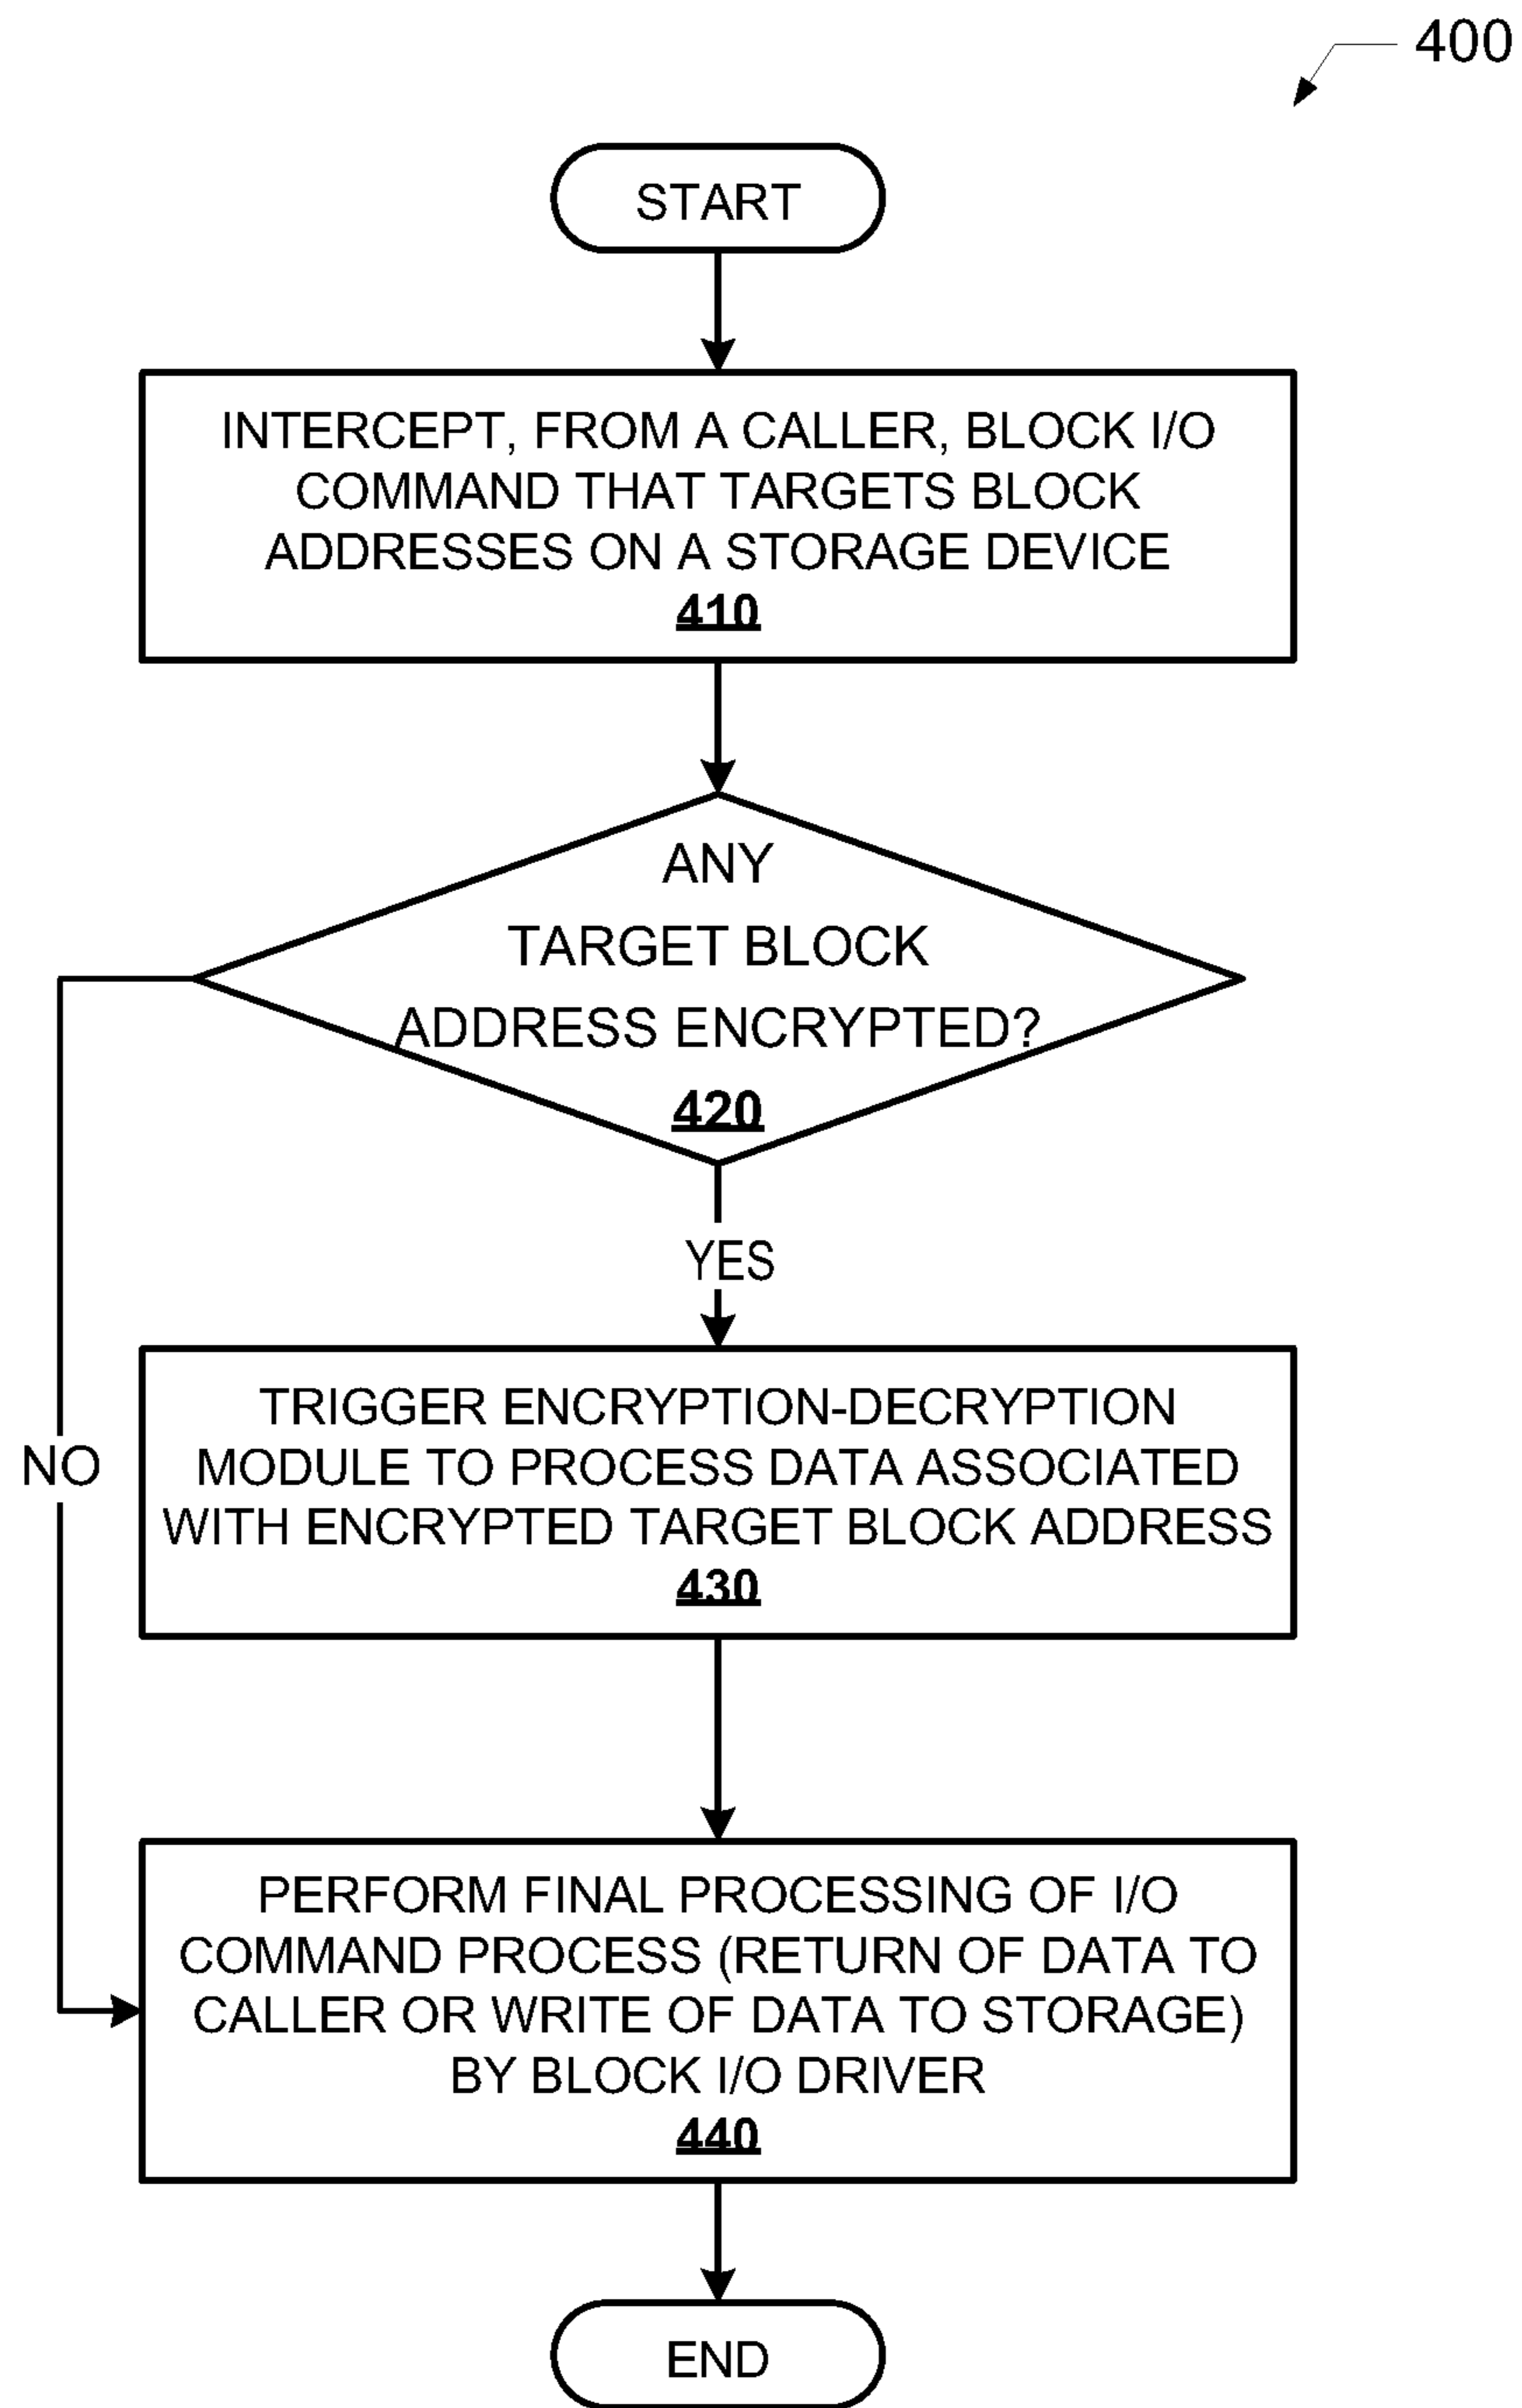 400
START
INTERCEPT, FROM A CALLER, BLOCK I/O
COMMAND THAT TARGETS BLOCK
ADDRESSES ON A STORAGE DEVICE
410
ANY
TARGET BLOCK
ADDRESS ENCRYPTED?
420
YES
TRIGGER ENCRYPTION-DECRYPTION
MODULE TO PROCESS DATA ASSOCIATED
WITH ENCRYPTED TARGET BLOCK ADDRESS
430
NO
PERFORM FINAL PROCESSING OF I/O
COMMAND PROCESS (RETURN OF DATA TO
CALLER OR WRITE OF DATA TO STORAGE)
BY BLOCK I/O DRIVER
440
END